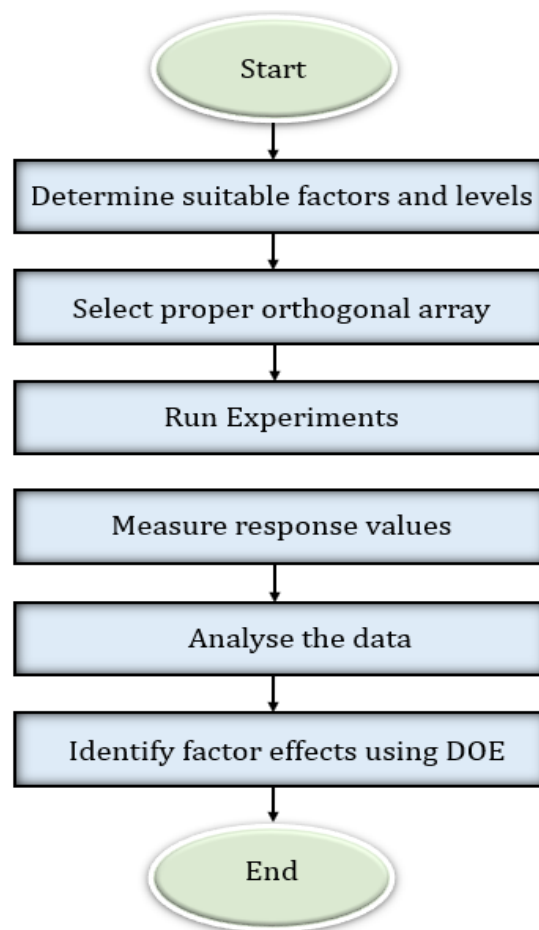 Start
Determine suitable factors and levels
Select proper orthogonal array
Run Experiments
Measure response values
Analyse the data
Identify factor effects using DOE
End